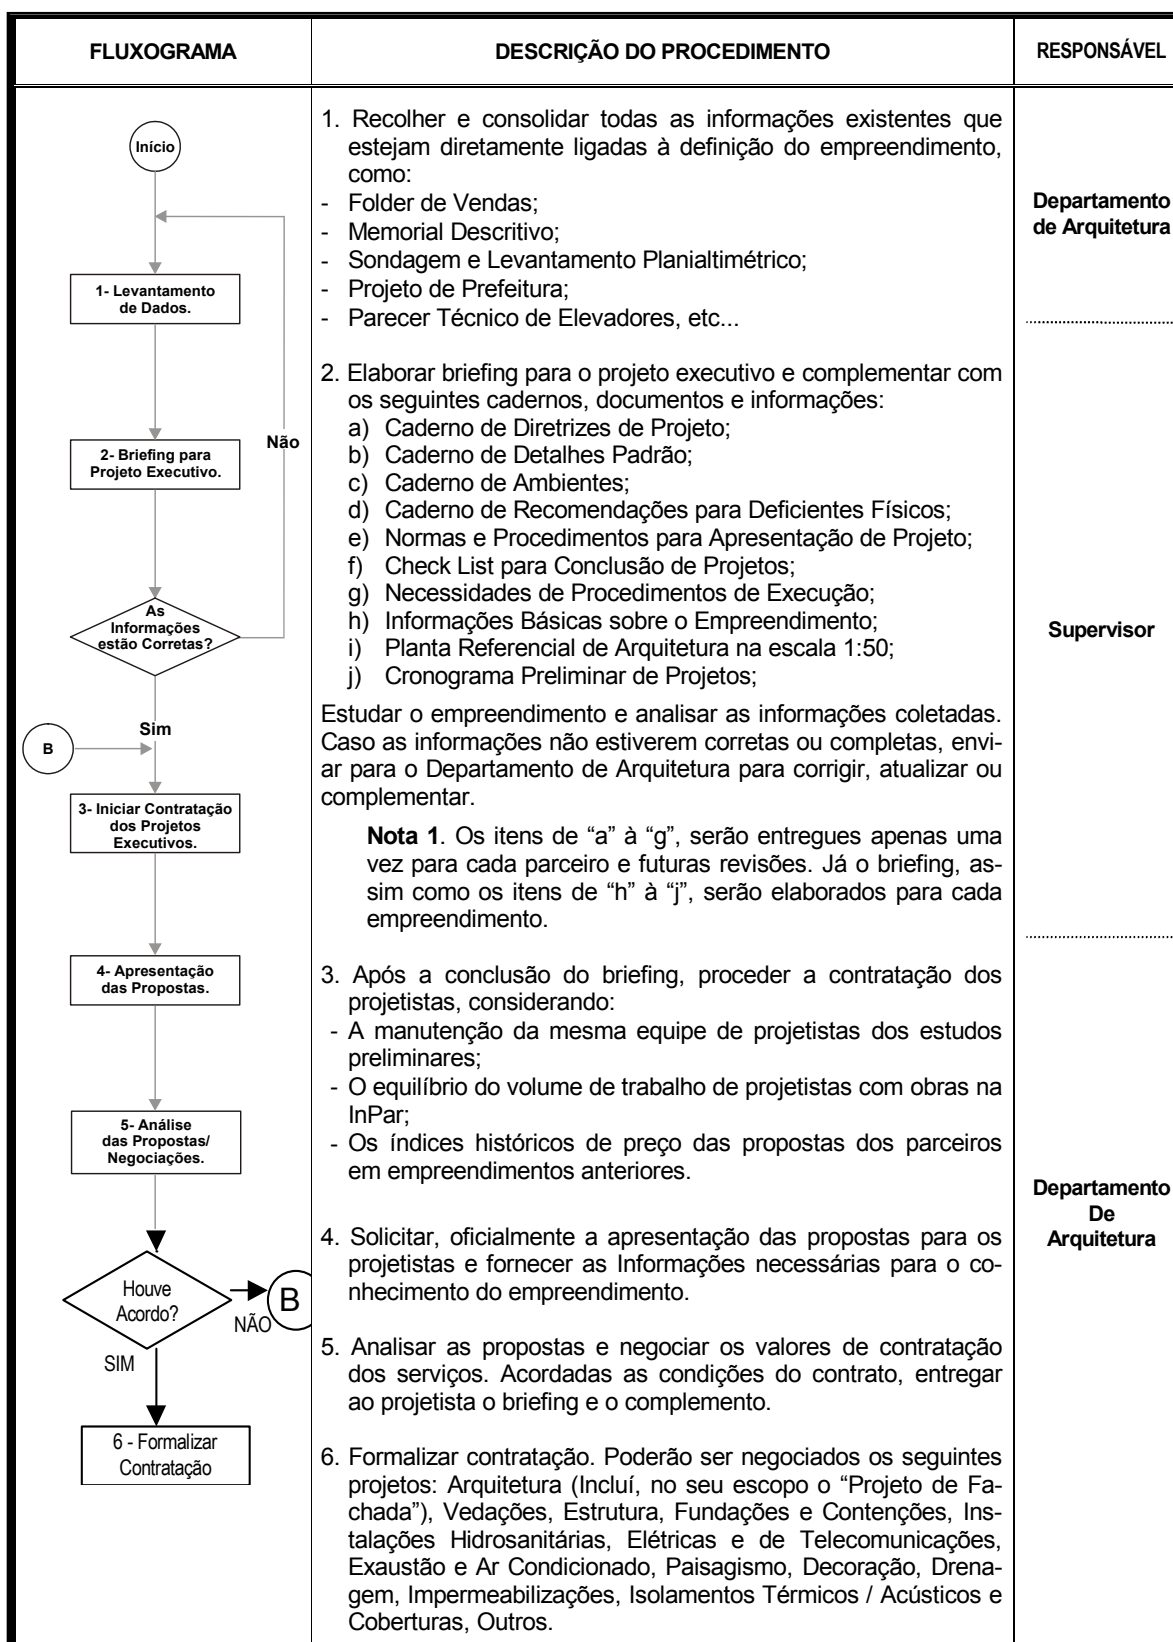 FLUXOGRAMA
DESCRIÇÃO DO PROCEDIMENTO
RESPONSÁVEL
Início
1- Levantamento
de Dados.
2- Briefing para
Projeto Executivo.
Não
As
Informações
estão Corretas?
Sim
B
3- Iniciar Contratação
dos Projetos
Executivos.
4- Apresentação
das Propostas.
5- Análise
das Propostas/
Negociações.
Houve
Acordo?
NÃO
B
SIM
6 - Formalizar
Contratação
1. Recolher e consolidar todas as informações existentes que
estejam diretamente ligadas à definição do empreendimento,
como:
- Folder de Vendas;
- Memorial Descritivo;
- Sondagem e Levantamento Planialtimétrico;
- Projeto de Prefeitura;
- Parecer Técnico de Elevadores, etc...
2. Elaborar briefing para o projeto executivo e complementar com
os seguintes cadernos, documentos e informações:
a) Caderno de Diretrizes de Projeto;
b) Caderno de Detalhes Padrão;
c) Caderno de Ambientes;
d) Caderno de Recomendações para Deficientes Físicos;
e) Normas e Procedimentos para Apresentação de Projeto;
f) Check List para Conclusão de Projetos;
g) Necessidades de Procedimentos de Execução;
h) Informações Básicas sobre o Empreendimento;
i) Planta Referencial de Arquitetura na escala 1:50;
j) Cronograma Preliminar de Projetos;
Estudar o empreendimento e analisar as informações coletadas.
Caso as informações não estiverem corretas ou completas, envi-
ar para o Departamento de Arquitetura para corrigir, atualizar ou
complementar.
Nota 1. Os itens de “a” à “g”, serão entregues apenas uma
vez para cada parceiro e futuras revisões. Já o briefing, as-
sim como os itens de “h” à “j”, serão elaborados para cada
empreendimento.
3. Após a conclusão do briefing, proceder a contratação dos
projetistas, considerando:
- A manutenção da mesma equipe de projetistas dos estudos
preliminares;
- O equilíbrio do volume de trabalho de projetistas com obras na
InPar;
- Os índices históricos de preço das propostas dos parceiros
em empreendimentos anteriores.
4. Solicitar, oficialmente a apresentação das propostas para os
projetistas e fornecer as Informações necessárias para o co-
nhecimento do empreendimento.
5. Analisar as propostas e negociar os valores de contratação
dos serviços. Acordadas as condições do contrato, entregar
ao projetista o briefing e o complemento.
6. Formalizar contratação. Poderão ser negociados os seguintes
projetos: Arquitetura (Incluí, no seu escopo o “Projeto de Fa-
chada”), Vedações, Estrutura, Fundações e Contenções, Ins-
talações Hidrosanitárias, Elétricas e de Telecomunicações,
Exaustão e Ar Condicionado, Paisagismo, Decoração, Drena-
gem, Impermeabilizações, Isolamentos Térmicos / Acústicos e
Coberturas, Outros.
Departamento
de Arquitetura
Supervisor
Departamento
De
Arquitetura